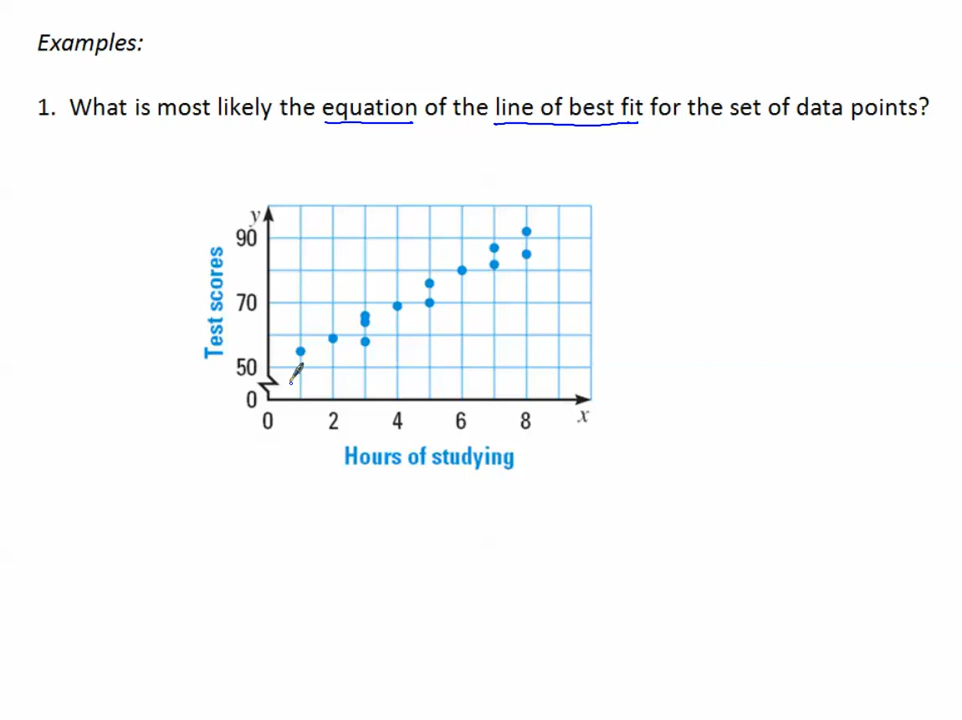 Examples:
1. What is most likely the equation of the line of best fit for the set of data points?
y
90
70
50
0
Test scores
0 2 4 6 8 x
Hours of studying